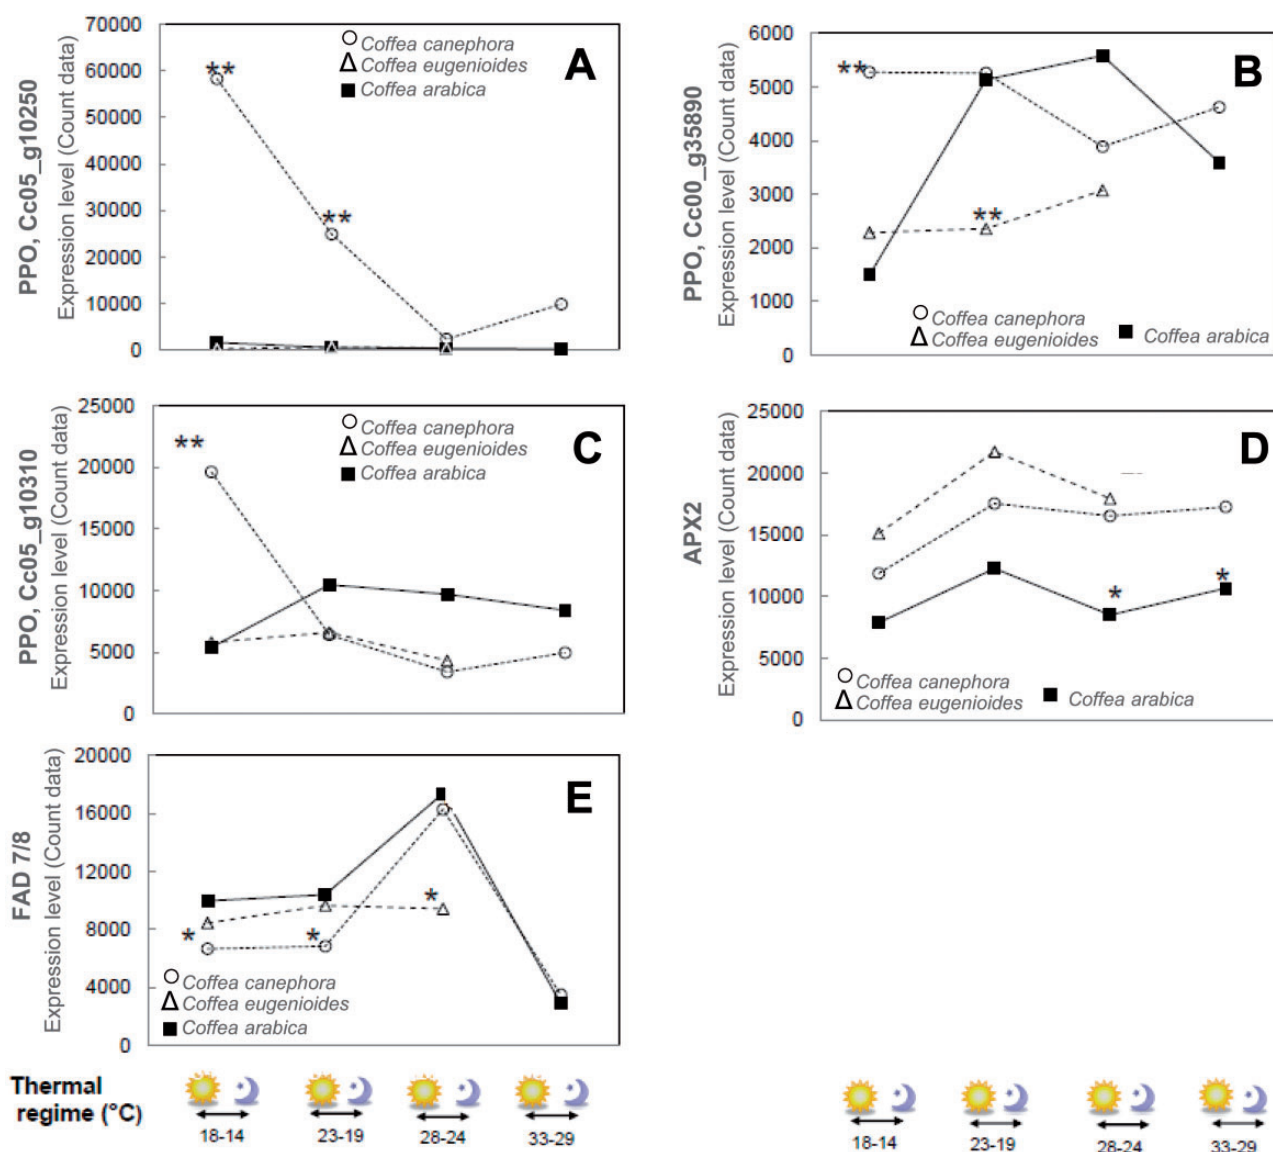 PPO, Cc05_g10250
Expression level (Count data)
70000
60000
50000
40000
30000
20000
10000
0
**
**
Coffea canephora
Coffea eugenioides
Coffea arabica
A
PPO, Cc00_g35890
Expression level (Count data)
6000
5000
4000
3000
2000
1000
0
**
**
Coffea canephora
Coffea eugenioides
Coffea arabica
B
PPO, Cc05_g10310
Expression level (Count data)
25000
20000
15000
10000
5000
0
**
Coffea canephora
Coffea eugenioides
Coffea arabica
C
APX2
Expression level (Count data)
25000
20000
15000
10000
5000
0
*
*
Coffea canephora
Coffea eugenioides
Coffea arabica
D
FAD 7/8
Expression level (Count data)
20000
16000
12000
8000
4000
0
*
*
*
Coffea canephora
Coffea eugenioides
Coffea arabica
E
Thermal
regime (°C)
18-14
23-19
28-24
33-29
18-14
23-19
28-24
33-29